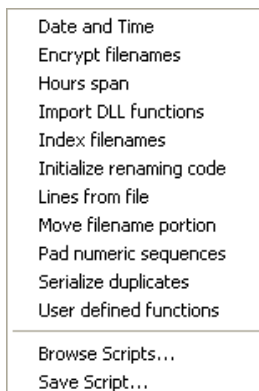 Date and Time
Encrypt filenames
Hours span
Import DLL functions
Index filenames
Initialize renaming code
Lines from file
Move filename portion
Pad numeric sequences
Serialize duplicates
User defined functions
Browse Scripts...
Save Script...